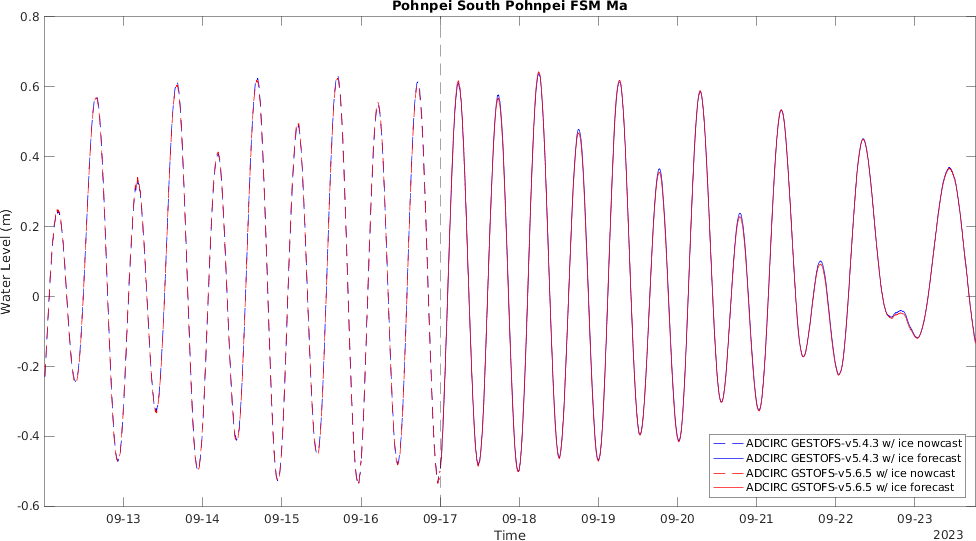 Pohnpei South Pohnpei FSM Ma
Water Level (m)
0.8
0.6
0.4
0.2
0
-0.2
-0.4
-0.6
09-13 09-14 09-15 09-16 09-17 09-18 09-19 09-20 09-21 09-22 09-23
Time
2023
ADCIRC GESTOFS-v5.4.3 w/ ice nowcast
ADCIRC GESTOFS-v5.4.3 w/ ice forecast
ADCIRC GSTOFS-v5.6.5 w/ ice nowcast
ADCIRC GSTOFS-v5.6.5 w/ ice forecast